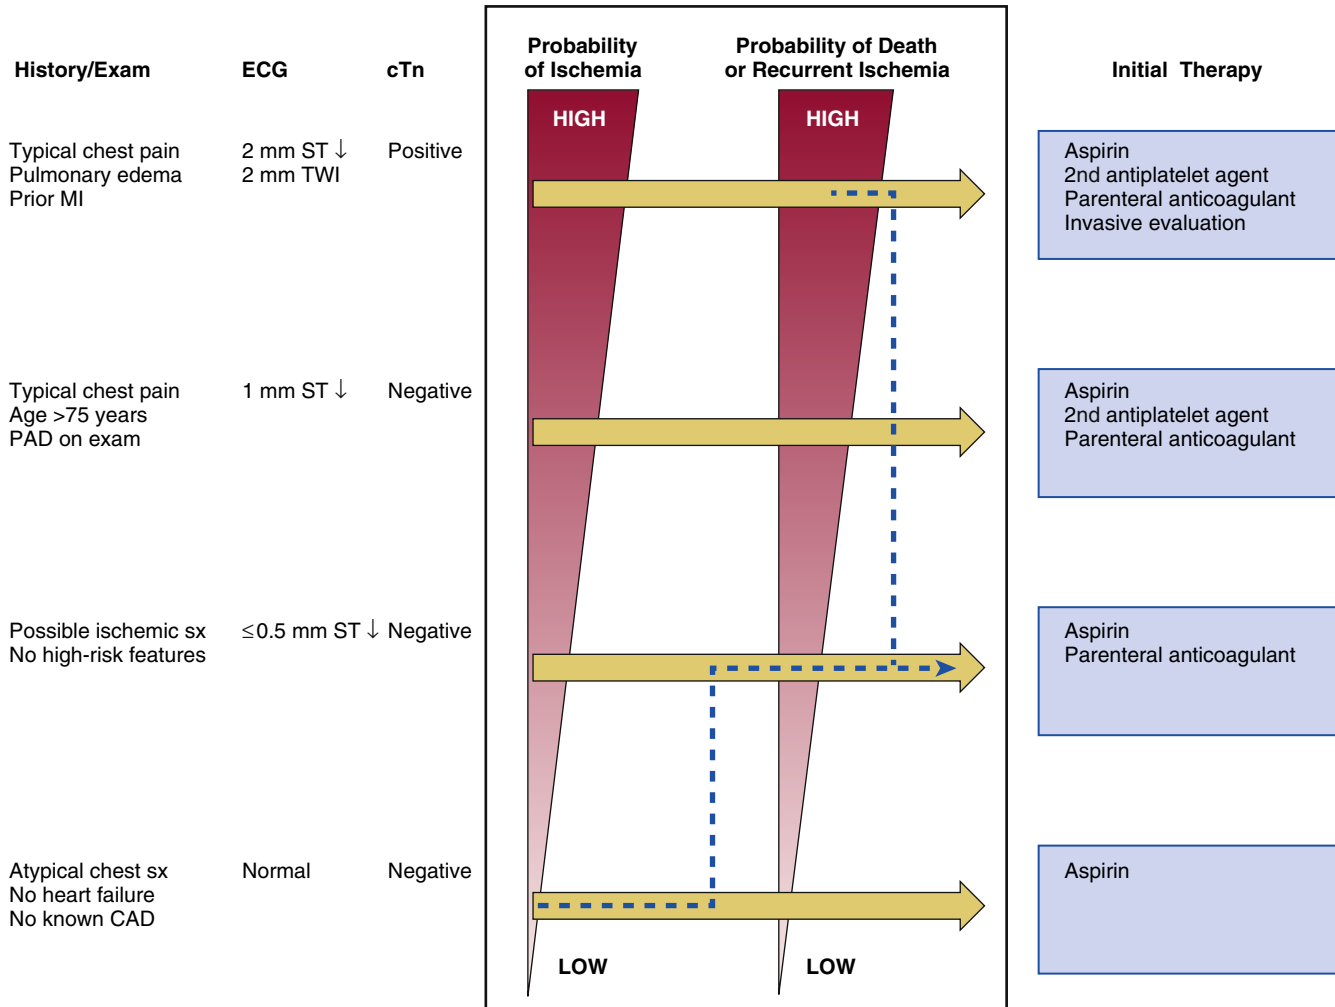 History/Exam
ECG
cTn
Probability
of Ischemia
Probability of Death
or Recurrent Ischemia
Initial Therapy
HIGH
HIGH
Typical chest pain
Pulmonary edema
Prior MI
2 mm ST ↓
2 mm TWI
Positive
Aspirin
2nd antiplatelet agent
Parenteral anticoagulant
Invasive evaluation
Typical chest pain
Age >75 years
PAD on exam
1 mm ST ↓
Negative
Aspirin
2nd antiplatelet agent
Parenteral anticoagulant
Possible ischemic sx
No high-risk features
≤0.5 mm ST ↓
Negative
Aspirin
Parenteral anticoagulant
Atypical chest sx
No heart failure
No known CAD
Normal
Negative
Aspirin
LOW
LOW